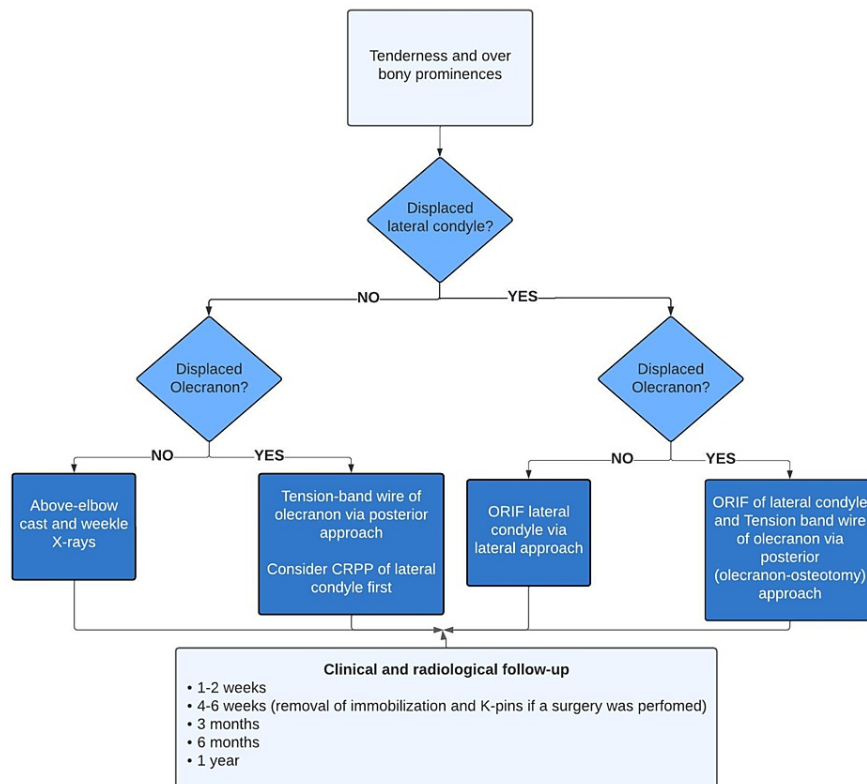 Tenderness and over
bony prominences
Displaced
lateral condyle?
NO
YES
Displaced
Olecranon?
Displaced
Olecranon?
NO
YES
NO
YES
Above-elbow
cast and weekle
X-rays
Tension-band wire of
olecranon via posterior
approach
Consider CRPP of lateral
condyle first
ORIF lateral
condyle via
lateral approach
ORIF of lateral condyle
and Tension band wire
of olecranon via
posterior
(olecranon-osteotomy)
approach
Clinical and radiological follow-up
• 1-2 weeks
• 4-6 weeks (removal of immobilization and K-pins if a surgery was perfomed)
• 3 months
• 6 months
• 1 year